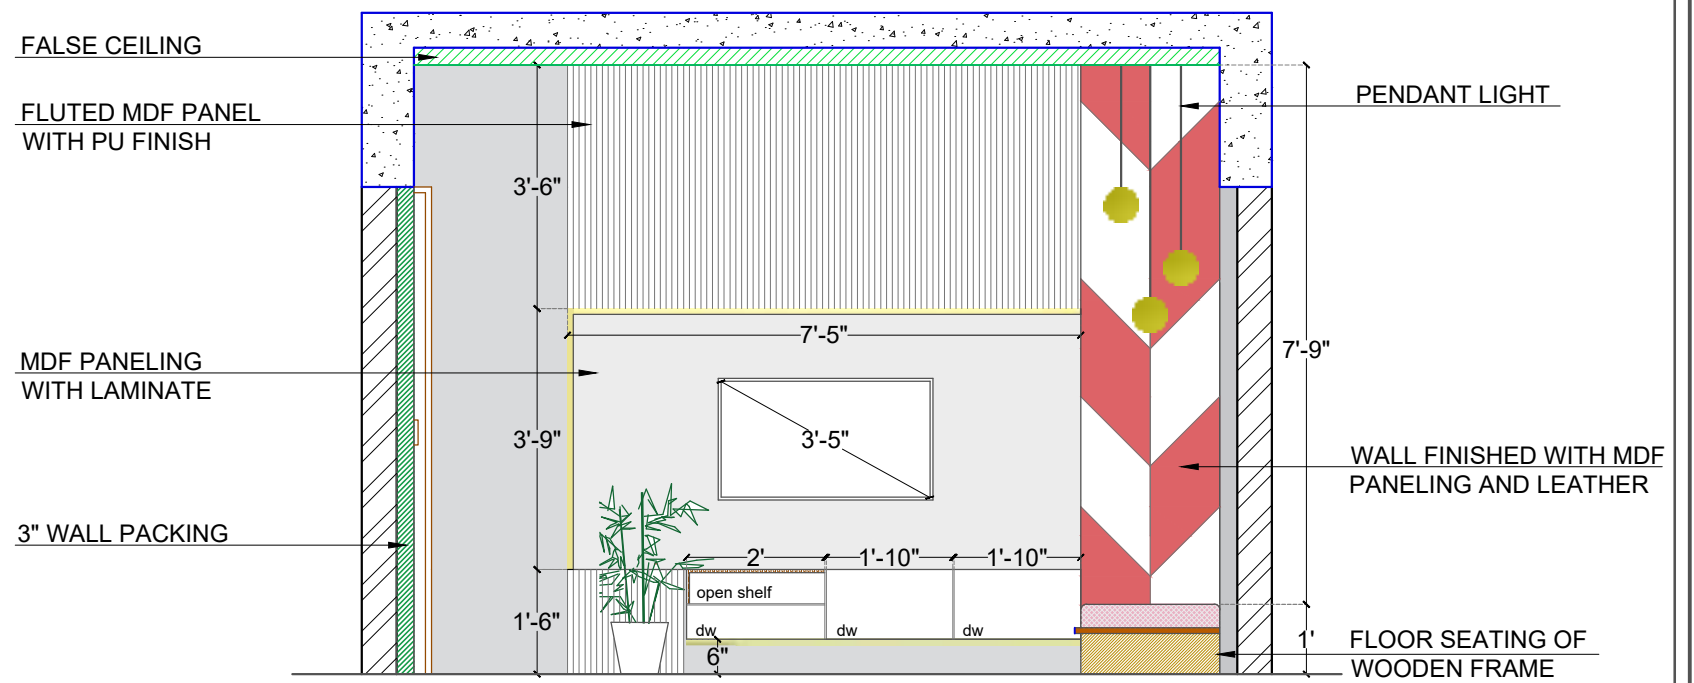 FALSE CEILING
FLUTED MDF PANEL
WITH PU FINISH
3'-6"
PENDANT LIGHT
7'-5"
7'-9"
MDF PANELING
WITH LAMINATE
3'-9"
3'-5"
WALL FINISHED WITH MDF
PANELING AND LEATHER
3" WALL PACKING
2'
1'-10"
1'-10"
open shelf
1'-6"
dw
dw
dw
6"
1'
FLOOR SEATING OF
WOODEN FRAME